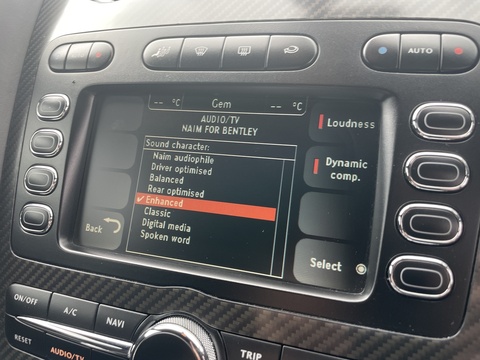 AUTO
-- °C Gem -- °C
AUDIO/TV
NAIM FOR BENTLEY
Loudness
Sound character:
Naim audiophile
Driver optimised
Balanced
Rear optimised
✓ Enhanced
Classic
Digital media
Spoken word
Dynamic
comp.
Back
Select
ON/OFF
A/C
NAVI
RESET
AUDIO/TV
TRIP